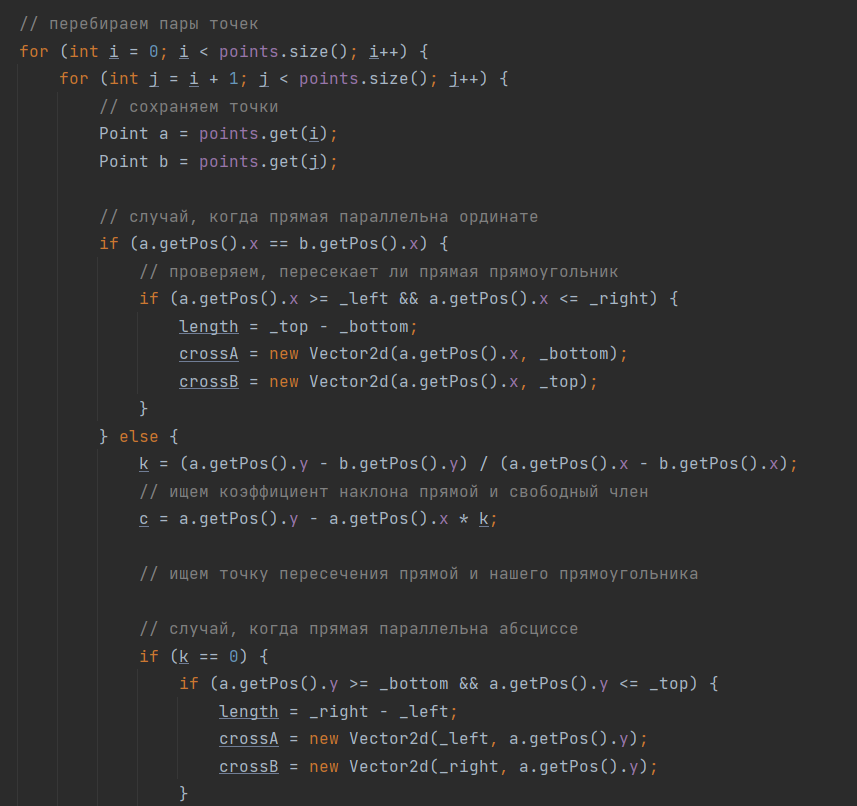 // перебираем пары точек
for (int i = 0; i < points.size(); i++) {
    for (int j = i + 1; j < points.size(); j++) {
        // сохраняем точки
        Point a = points.get(i);
        Point b = points.get(j);

        // случай, когда прямая параллельна ординате
        if (a.getPos().x == b.getPos().x) {
            // проверяем, пересекает ли прямая прямоугольник
            if (a.getPos().x >= _left && a.getPos().x <= _right) {
                length = _top - _bottom;
                crossA = new Vector2d(a.getPos().x, _bottom);
                crossB = new Vector2d(a.getPos().x, _top);
            }
        } else {
            k = (a.getPos().y - b.getPos().y) / (a.getPos().x - b.getPos().x);
            // ищем коэффициент наклона прямой и свободный член
            c = a.getPos().y - a.getPos().x * k;

            // ищем точку пересечения прямой и нашего прямоугольника

            // случай, когда прямая параллельна абсциссе
            if (k == 0) {
                if (a.getPos().y >= _bottom && a.getPos().y <= _top) {
                    length = _right - _left;
                    crossA = new Vector2d(_left, a.getPos().y);
                    crossB = new Vector2d(_right, a.getPos().y);
                }